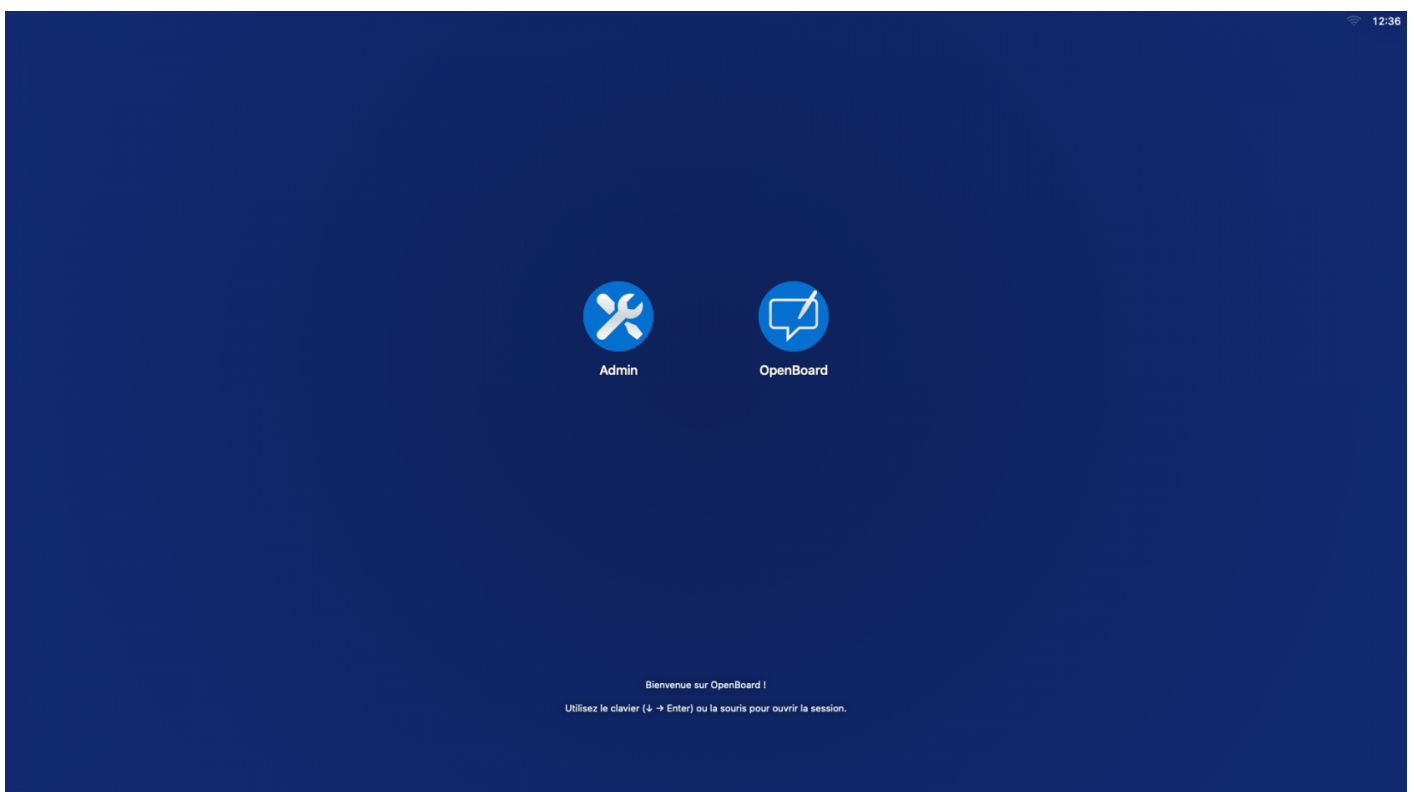 12:36
Admin
OpenBoard
Bienvenue sur OpenBoard !
Utilisez le clavier (↓ → Enter) ou la souris pour ouvrir la session.